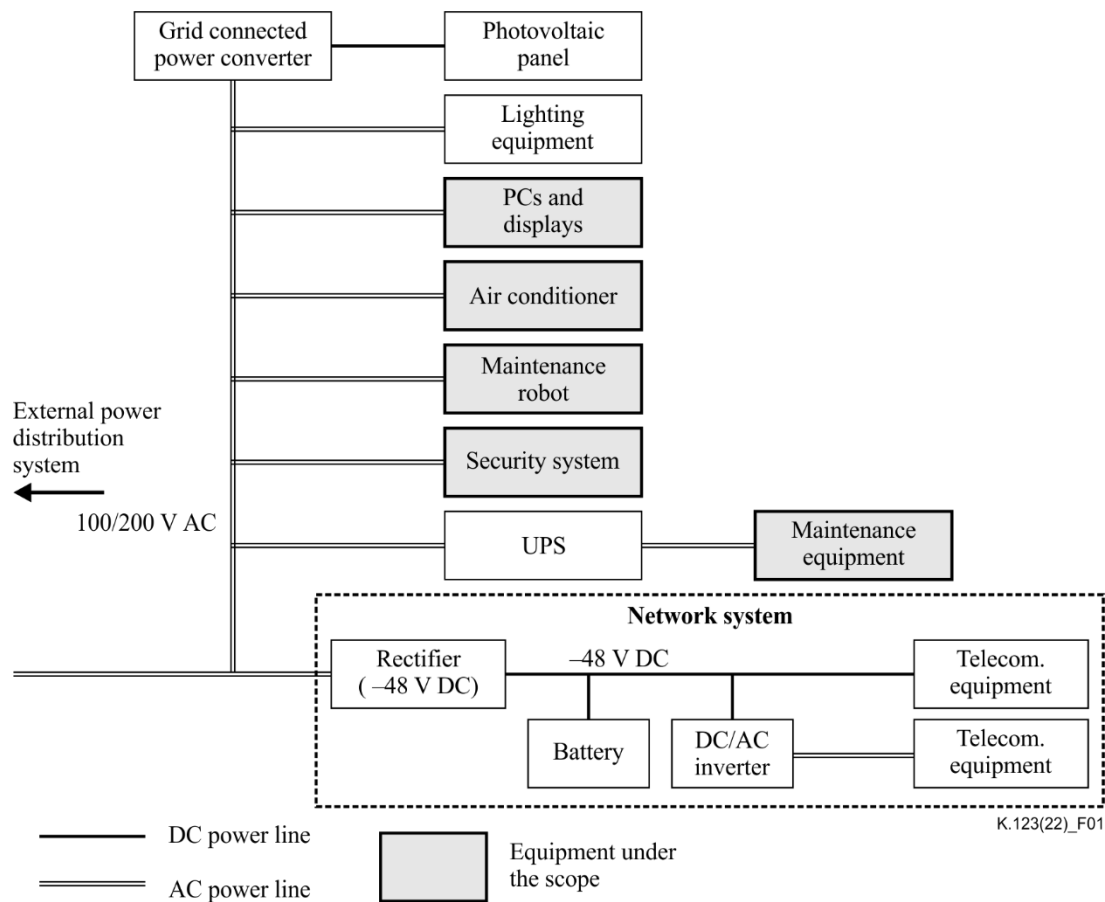 Grid connected
power converter
Photovoltaic
panel
Lighting
equipment
PCs and
displays
Air conditioner
Maintenance
robot
External power
distribution
system
Security system
100/200 V AC
UPS
Maintenance
equipment
Network system
Rectifier
( –48 V DC)
–48 V DC
Telecom.
equipment
Battery
DC/AC
inverter
Telecom.
equipment
K.123(22)_F01
DC power line
AC power line
Equipment under
the scope